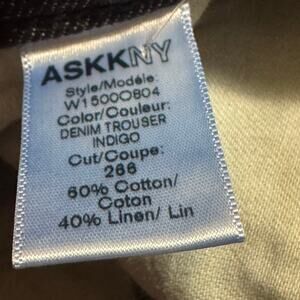 ASKKNY
Style/Modèle:
W1500O804
Color/Couleur:
DENIM TROUSER
INDIGO
Cut/Coupe:
266
60% Cotton/
Coton
40% Linen/ Lin